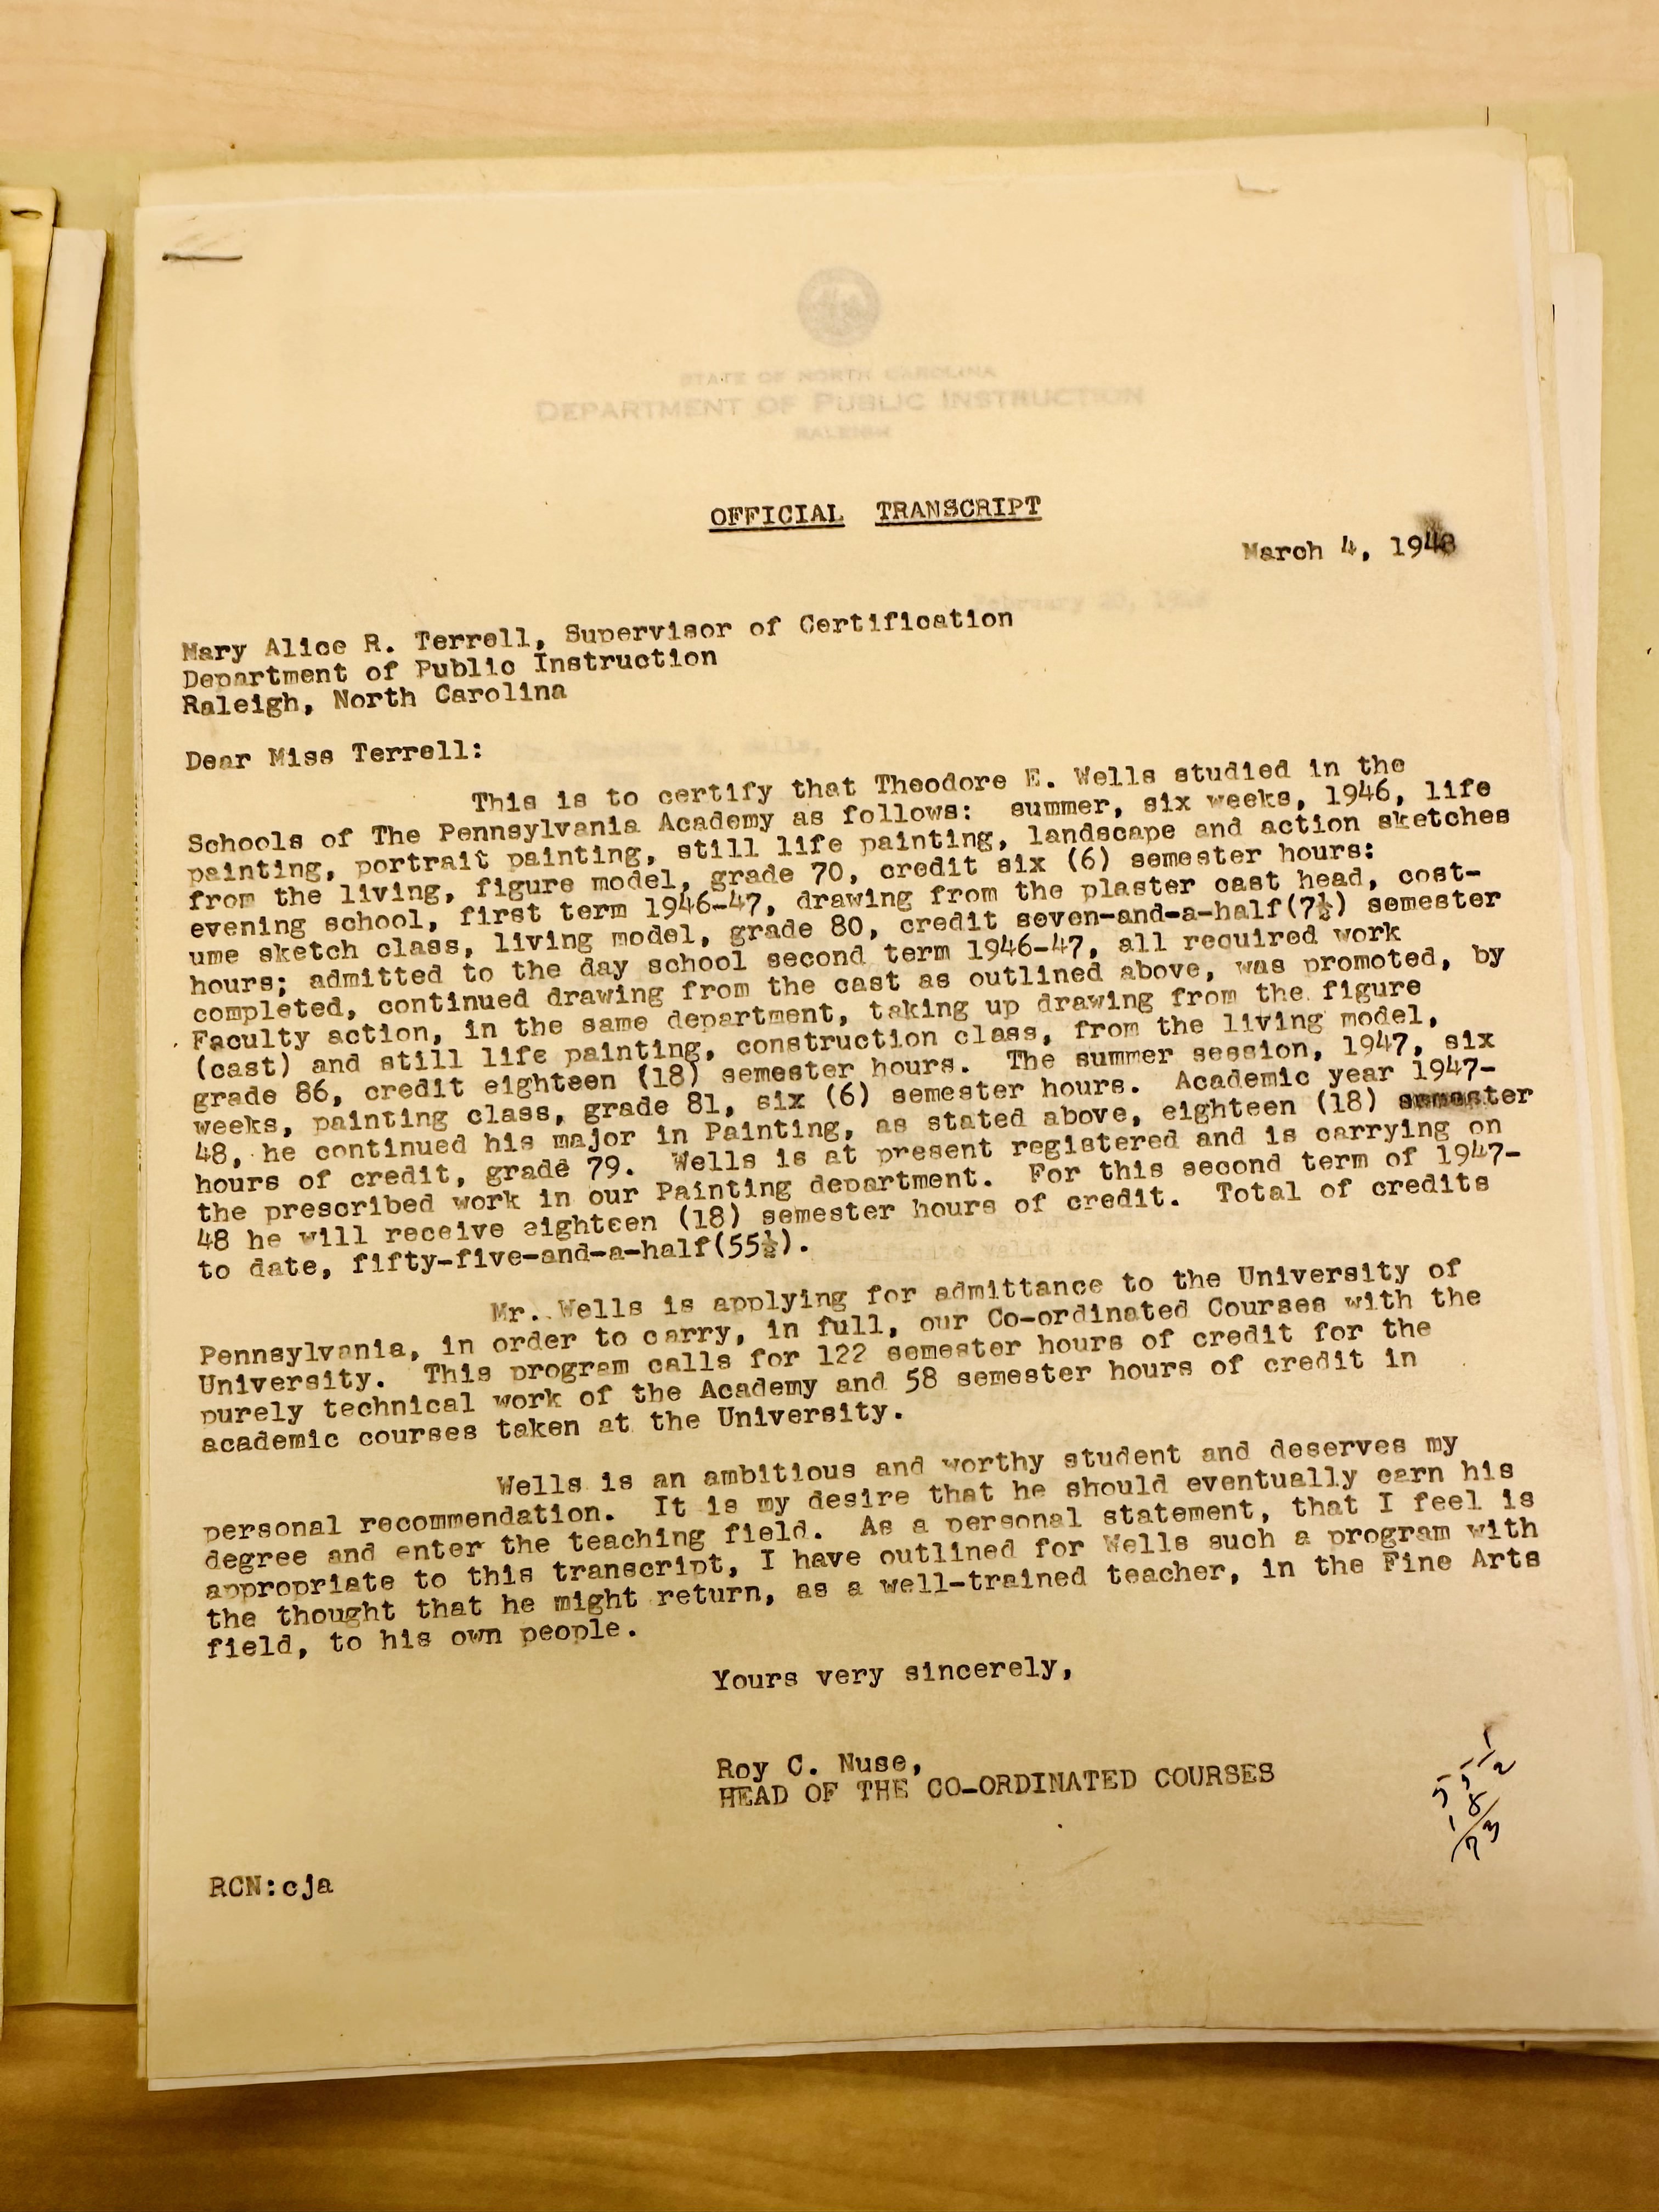 STATE OF NORTH CAROLINA
DEPARTMENT OF PUBLIC INSTRUCTION
RALEIGH
OFFICIAL TRANSCRIPT
March 4, 1948
Mary Alice R. Terrell, Supervisor of Certification
Department of Public Instruction
Raleigh, North Carolina
Dear Miss Terrell:
This is to certify that Theodore E. Wells studied in the
Schools of The Pennsylvania Academy as follows: summer, six weeks, 1946, life
painting, portrait painting, still life painting, landscape and action sketches
from the living, figure model, grade 70, credit six (6) semester hours:
evening school, first term 1946-47, drawing from the plaster cast head, cost-
ume sketch class, living model, grade 80, credit seven-and-a-half(7½) semester
hours; admitted to the day school second term 1946-47, all required work
completed, continued drawing from the cast as outlined above, was promoted, by
Faculty action, in the same department, taking up drawing from the figure
(cast) and still life painting, construction class, from the living model,
grade 86, credit eighteen (18) semester hours. The summer session, 1947, six
weeks, painting class, grade 81, six (6) semester hours. Academic year 1947-
48, he continued his major in Painting, as stated above, eighteen (18) semester
hours of credit, grade 79. Wells is at present registered and is carrying on
the prescribed work in our Painting department. For this second term of 1947-
48 he will receive eighteen (18) semester hours of credit. Total of credits
to date, fifty-five-and-a-half(55½).
Mr. Wells is applying for admittance to the University of
Pennsylvania, in order to carry, in full, our Co-ordinated Courses with the
University. This program calls for 122 semester hours of credit for the
purely technical work of the Academy and 58 semester hours of credit in
academic courses taken at the University.
Wells is an ambitious and worthy student and deserves my
personal recommendation. It is my desire that he should eventually earn his
degree and enter the teaching field. As a personal statement, that I feel is
appropriate to this transcript, I have outlined for Wells such a program with
the thought that he might return, as a well-trained teacher, in the Fine Arts
field, to his own people.
Yours very sincerely,
Roy C. Nuse,
HEAD OF THE CO-ORDINATED COURSES
55½
18
73
RCN:cja